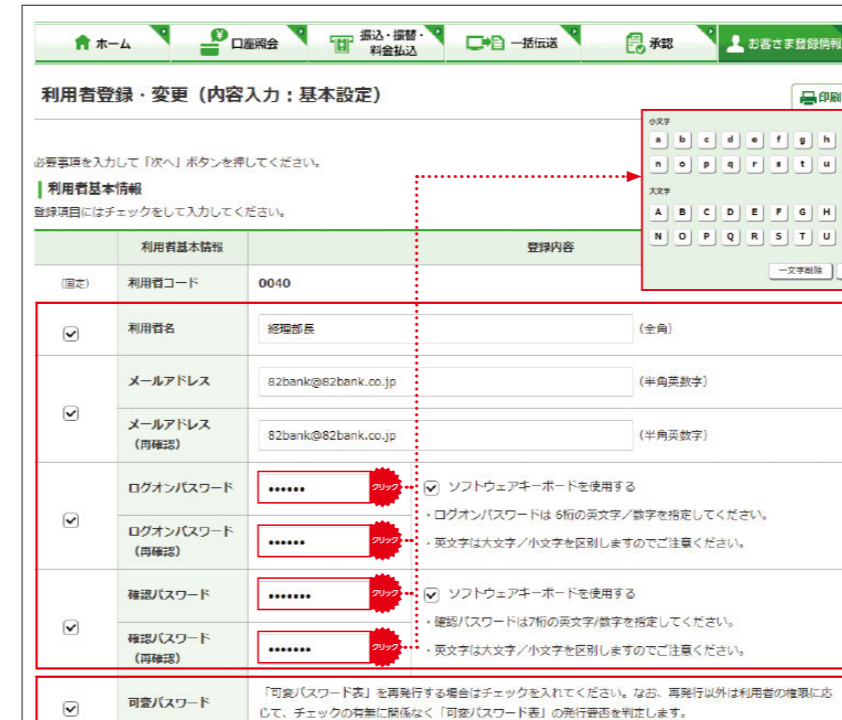 ホーム
口座照会
振込・振替・
料金払込
一括伝送
承認
お客さま登録情報
利用者登録・変更（内容入力：基本設定）
印刷
小文字
a b c d e f g h
n o p q r s t u
大文字
A B C D E F G H
N O P Q R S T U
一文字削除
必要事項を入力して「次へ」ボタンを押してください。
利用者基本情報
登録項目にはチェックをして入力してください。
利用者基本情報 登録内容
(固定) 利用者コード 0040
利用者名 経理部長 (全角)
メールアドレス 82bank@82bank.co.jp (半角英数字)
メールアドレス
(再確認)
82bank@82bank.co.jp (半角英数字)
ログオンパスワード •••••• クリック ソフトウェアキーボードを使用する
・ログオンパスワードは 6桁の英文字／数字を指定してください。
ログオンパスワード
(再確認)
•••••• クリック ・英文字は大文字／小文字を区別しますのでご注意ください。
確認パスワード ••••••• クリック ソフトウェアキーボードを使用する
・確認パスワードは7桁の英文字/数字を指定してください。
確認パスワード
(再確認)
••••••• クリック ・英文字は大文字／小文字を区別しますのでご注意ください。
可変パスワード
「可変パスワード表」を再発行する場合はチェックを入れてください。なお、再発行以外は利用者の権限に応
じて、チェックの有無に関係なく「可変パスワード表」の発行要否を判定します。